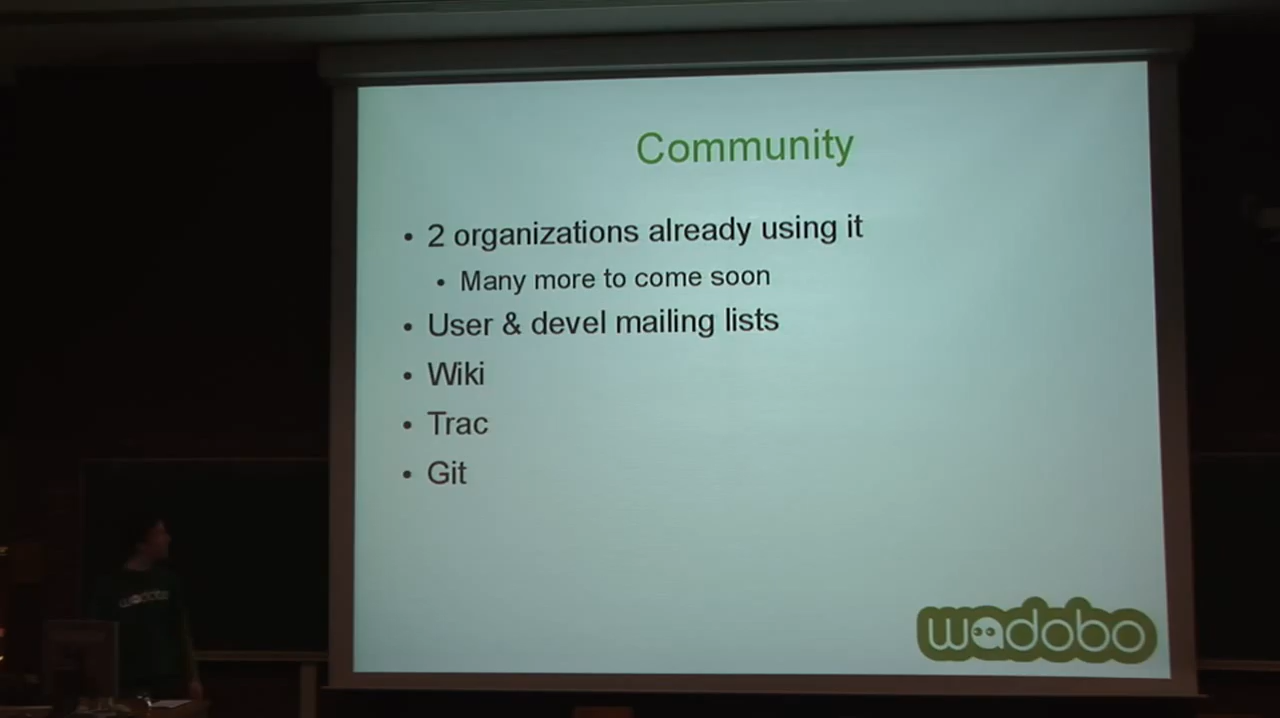 Community
• 2 organizations already using it
• Many more to come soon
• User & devel mailing lists
• Wiki
• Trac
• Git
wadobo
wadobo